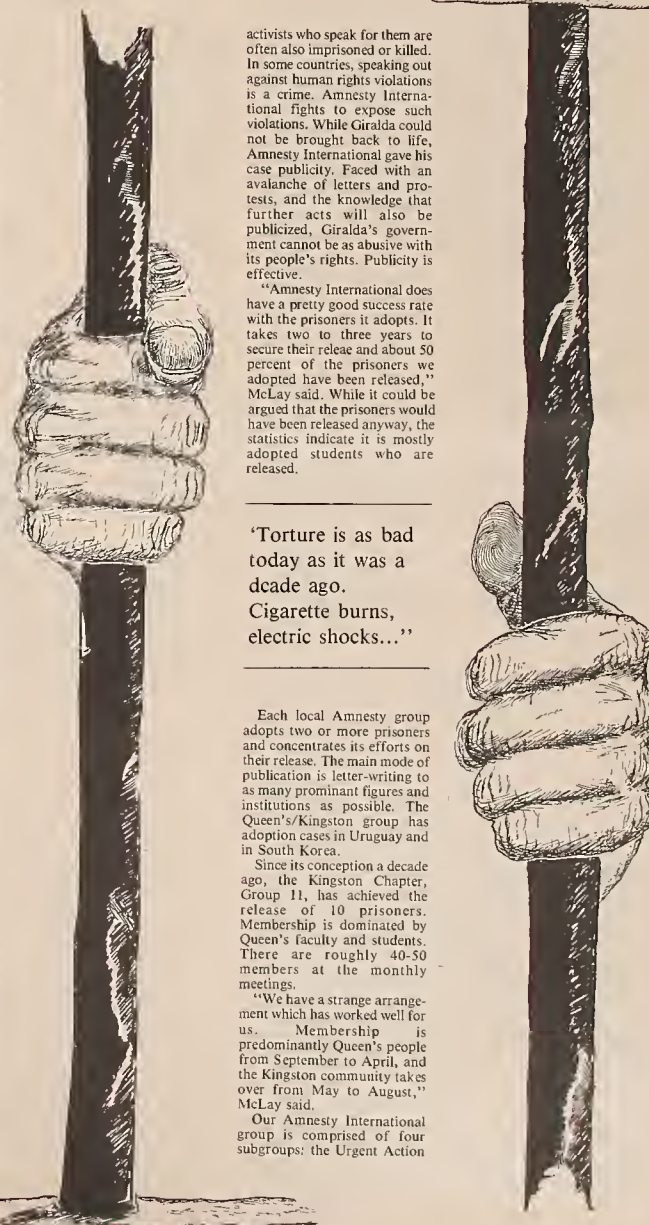 activists who speak for them are
often also imprisoned or killed.
In some countries, speaking out
against human rights violations
is a crime. Amnesty Interna-
tional fights to expose such
violations. While Giralda could
not be brought back to life,
Amnesty International gave his
case publicity. Faced with an
avalanche of letters and pro-
tests, and the knowledge that
further acts will also be
publicized, Giralda's govern-
ment cannot be as abusive with
its people's rights. Publicity is
effective.
"Amnesty International does
have a pretty good success rate
with the prisoners it adopts. It
takes two to three years to
secure their releae and about 50
percent of the prisoners we
adopted have been released,"
McLay said. While it could be
argued that the prisoners would
have been released anyway, the
statistics indicate it is mostly
adopted students who are
released.
'Torture is as bad
today as it was a
dcade ago.
Cigarette burns,
electric shocks..."
Each local Amnesty group
adopts two or more prisoners
and concentrates its efforts on
their release. The main mode of
publication is letter-writing to
as many prominant figures and
institutions as possible. The
Queen's/Kingston group has
adoption cases in Uruguay and
in South Korea.
Since its conception a decade
ago, the Kingston Chapter,
Group 11, has achieved the
release of 10 prisoners.
Membership is dominated by
Queen's faculty and students.
There are roughly 40-50
members at the monthly
meetings.
"We have a strange arrange-
ment which has worked well for
us. Membership is
predominantly Queen's people
from September to April, and
the Kingston community takes
over from May to August,"
McLay said.
Our Amnesty International
group is comprised of four
subgroups: the Urgent Action